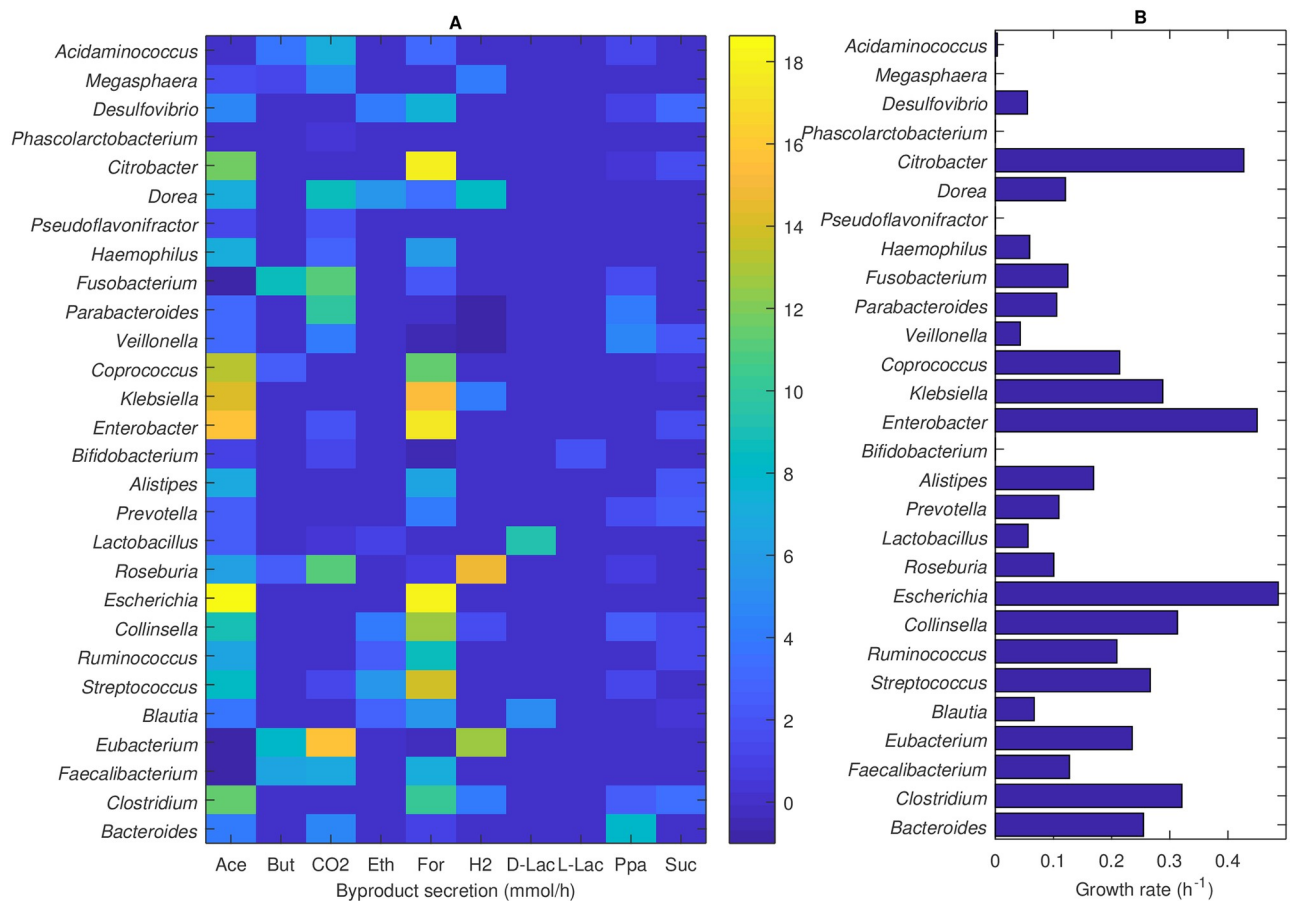 A
Acidaminococcus
Megasphaera
Desulfovibrio
Phascolarctobacterium
Citrobacter
Dorea
Pseudoflavonifractor
Haemophilus
Fusobacterium
Parabacteroides
Veillonella
Coprococcus
Klebsiella
Enterobacter
Bifidobacterium
Alistipes
Prevotella
Lactobacillus
Roseburia
Escherichia
Collinsella
Ruminococcus
Streptococcus
Blautia
Eubacterium
Faecalibacterium
Clostridium
Bacteroides
Ace But CO2 Eth For H2 D-Lac L-Lac Ppa Suc
Byproduct secretion (mmol/h)
18
16
14
12
10
8
6
4
2
0
B
Acidaminococcus
Megasphaera
Desulfovibrio
Phascolarctobacterium
Citrobacter
Dorea
Pseudoflavonifractor
Haemophilus
Fusobacterium
Parabacteroides
Veillonella
Coprococcus
Klebsiella
Enterobacter
Bifidobacterium
Alistipes
Prevotella
Lactobacillus
Roseburia
Escherichia
Collinsella
Ruminococcus
Streptococcus
Blautia
Eubacterium
Faecalibacterium
Clostridium
Bacteroides
0 0.1 0.2 0.3 0.4
Growth rate (h⁻¹)